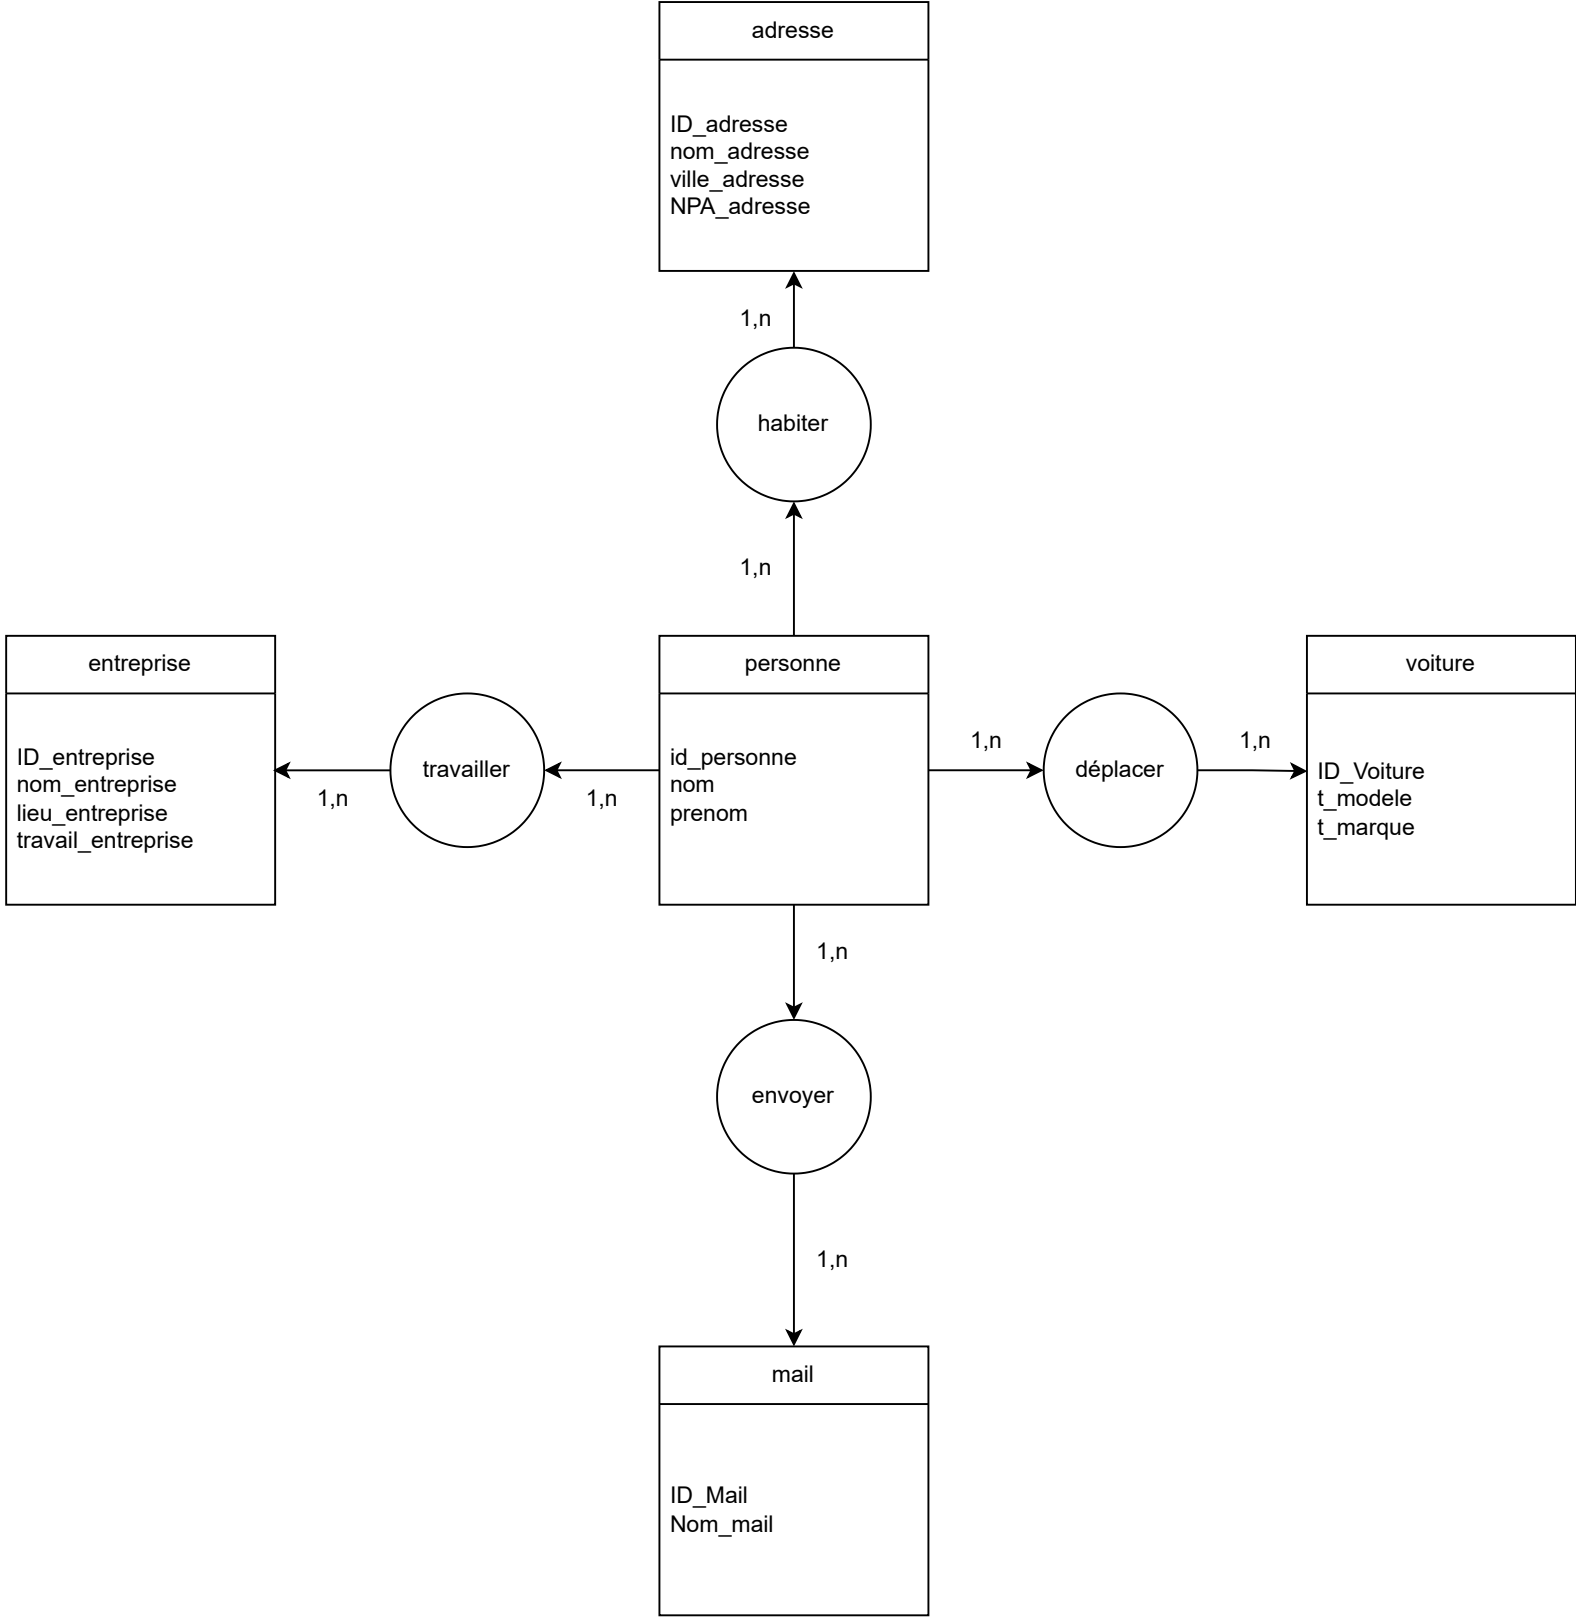 adresse
ID_adresse
nom_adresse
ville_adresse
NPA_adresse
1,n
habiter
1,n
entreprise
ID_entreprise
nom_entreprise
lieu_entreprise
travail_entreprise
1,n
travailler
1,n
personne
id_personne
nom
prenom
1,n
déplacer
1,n
voiture
ID_Voiture
t_modele
t_marque
1,n
envoyer
1,n
mail
ID_Mail
Nom_mail